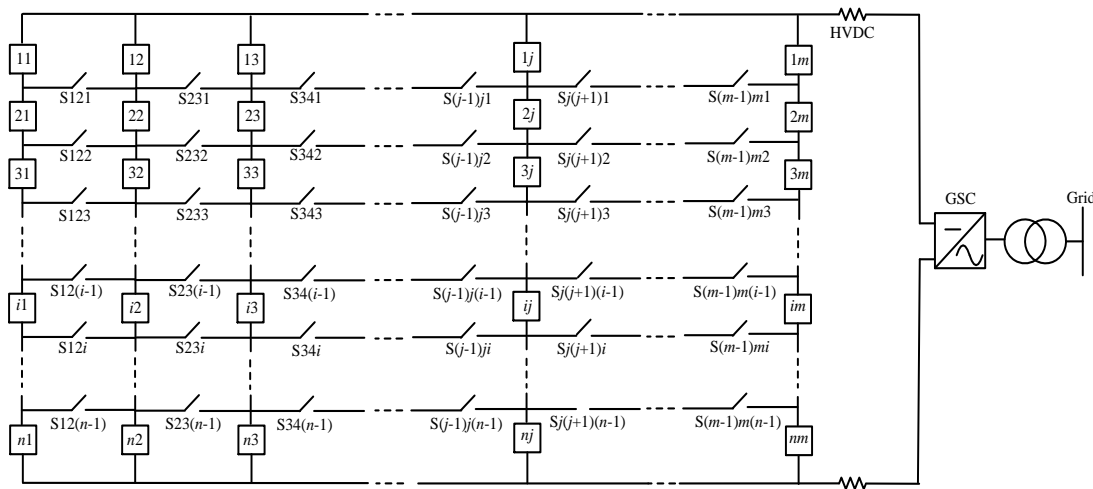 HVDC
11 12 13 1j 1m
S121 S231 S341 S(j-1)j1 Sj(j+1)1 S(m-1)m1
21 22 23 2j 2m
S122 S232 S342 S(j-1)j2 Sj(j+1)2 S(m-1)m2
31 32 33 3j 3m
S123 S233 S343 S(j-1)j3 Sj(j+1)3 S(m-1)m3
GSC
Grid
S12(i-1) S23(i-1) S34(i-1) S(j-1)j(i-1) Sj(j+1)(i-1) S(m-1)m(i-1)
i1 i2 i3 ij im
S12i S23i S34i S(j-1)ji Sj(j+1)i S(m-1)mi
S12(n-1) S23(n-1) S34(n-1) S(j-1)j(n-1) Sj(j+1)(n-1) S(m-1)m(n-1)
n1 n2 n3 nj nm